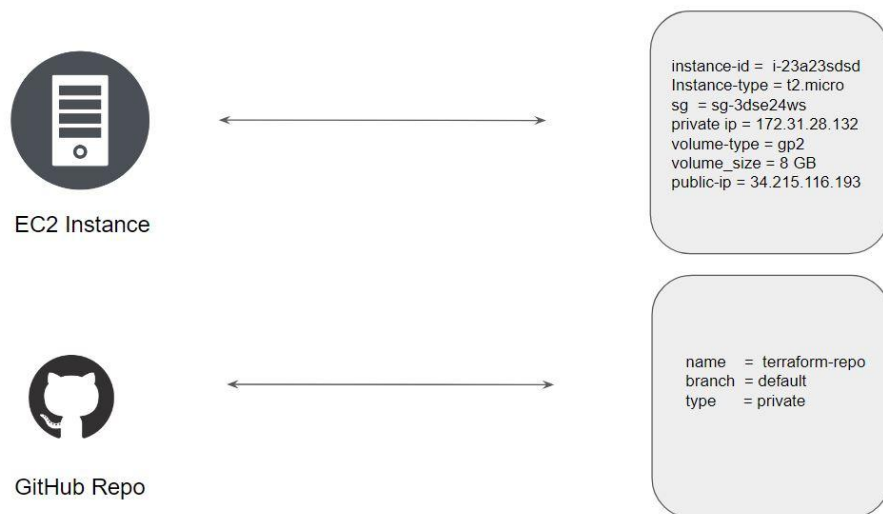 instance-id = i-23a23sdsd
Instance-type = t2.micro
sg = sg-3dse24ws
private ip = 172.31.28.132
volume-type = gp2
volume_size = 8 GB
public-ip = 34.215.116.193
EC2 Instance
name = terraform-repo
branch = default
type = private
GitHub Repo